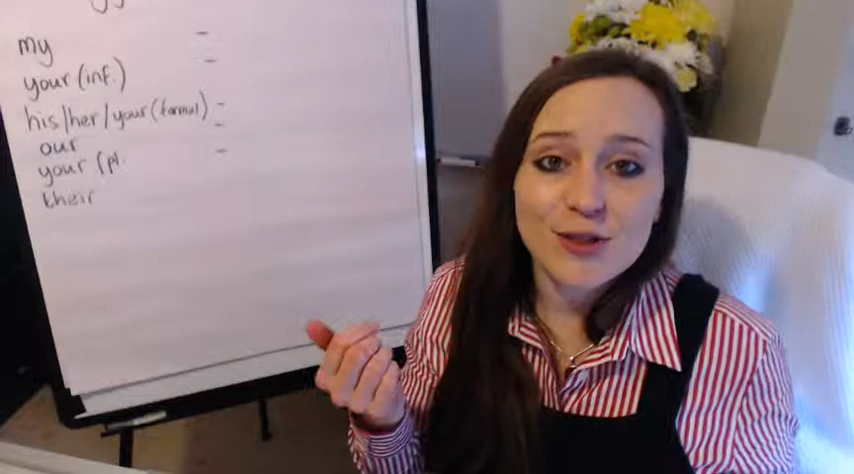 my -
your (inf.) -
his/her/your (formal) -
our -
your (pl. -
their